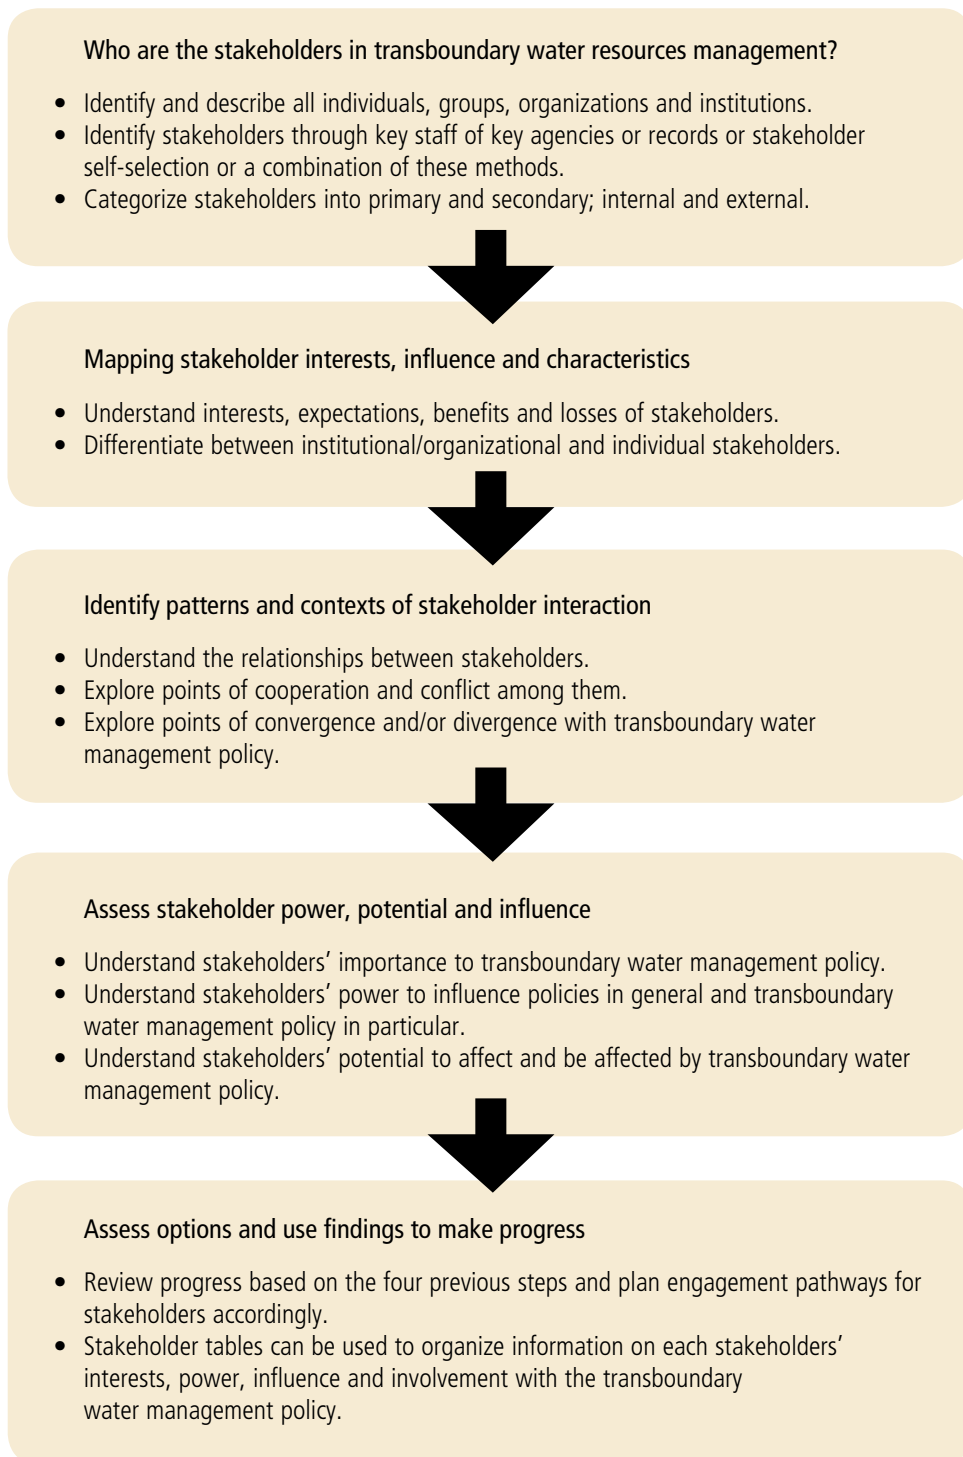 Who are the stakeholders in transboundary water resources management?
• Identify and describe all individuals, groups, organizations and institutions.
• Identify stakeholders through key staff of key agencies or records or stakeholder
self-selection or a combination of these methods.
• Categorize stakeholders into primary and secondary; internal and external.
Mapping stakeholder interests, influence and characteristics
• Understand interests, expectations, benefits and losses of stakeholders.
• Differentiate between institutional/organizational and individual stakeholders.
Identify patterns and contexts of stakeholder interaction
• Understand the relationships between stakeholders.
• Explore points of cooperation and conflict among them.
• Explore points of convergence and/or divergence with transboundary water
management policy.
Assess stakeholder power, potential and influence
• Understand stakeholders’ importance to transboundary water management policy.
• Understand stakeholders’ power to influence policies in general and transboundary
water management policy in particular.
• Understand stakeholders’ potential to affect and be affected by transboundary water
management policy.
Assess options and use findings to make progress
• Review progress based on the four previous steps and plan engagement pathways for
stakeholders accordingly.
• Stakeholder tables can be used to organize information on each stakeholders’
interests, power, influence and involvement with the transboundary
water management policy.